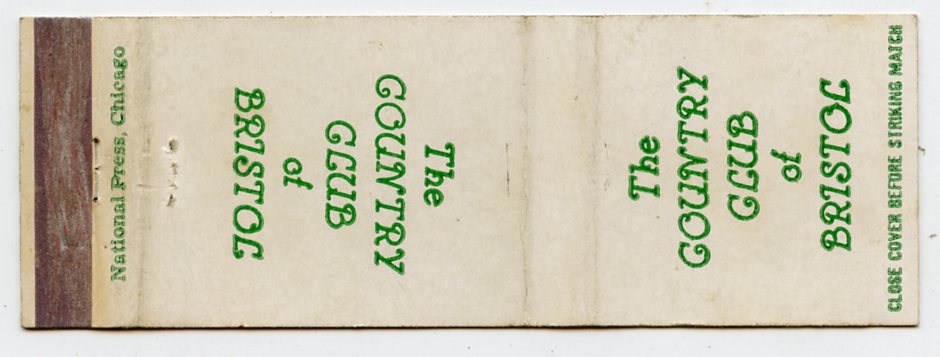 The
COUNTRY
CLUB
of
BRISTOL
CLOSE COVER BEFORE STRIKING MATCH
The
COUNTRY
CLUB
of
BRISTOL
National Press, Chicago